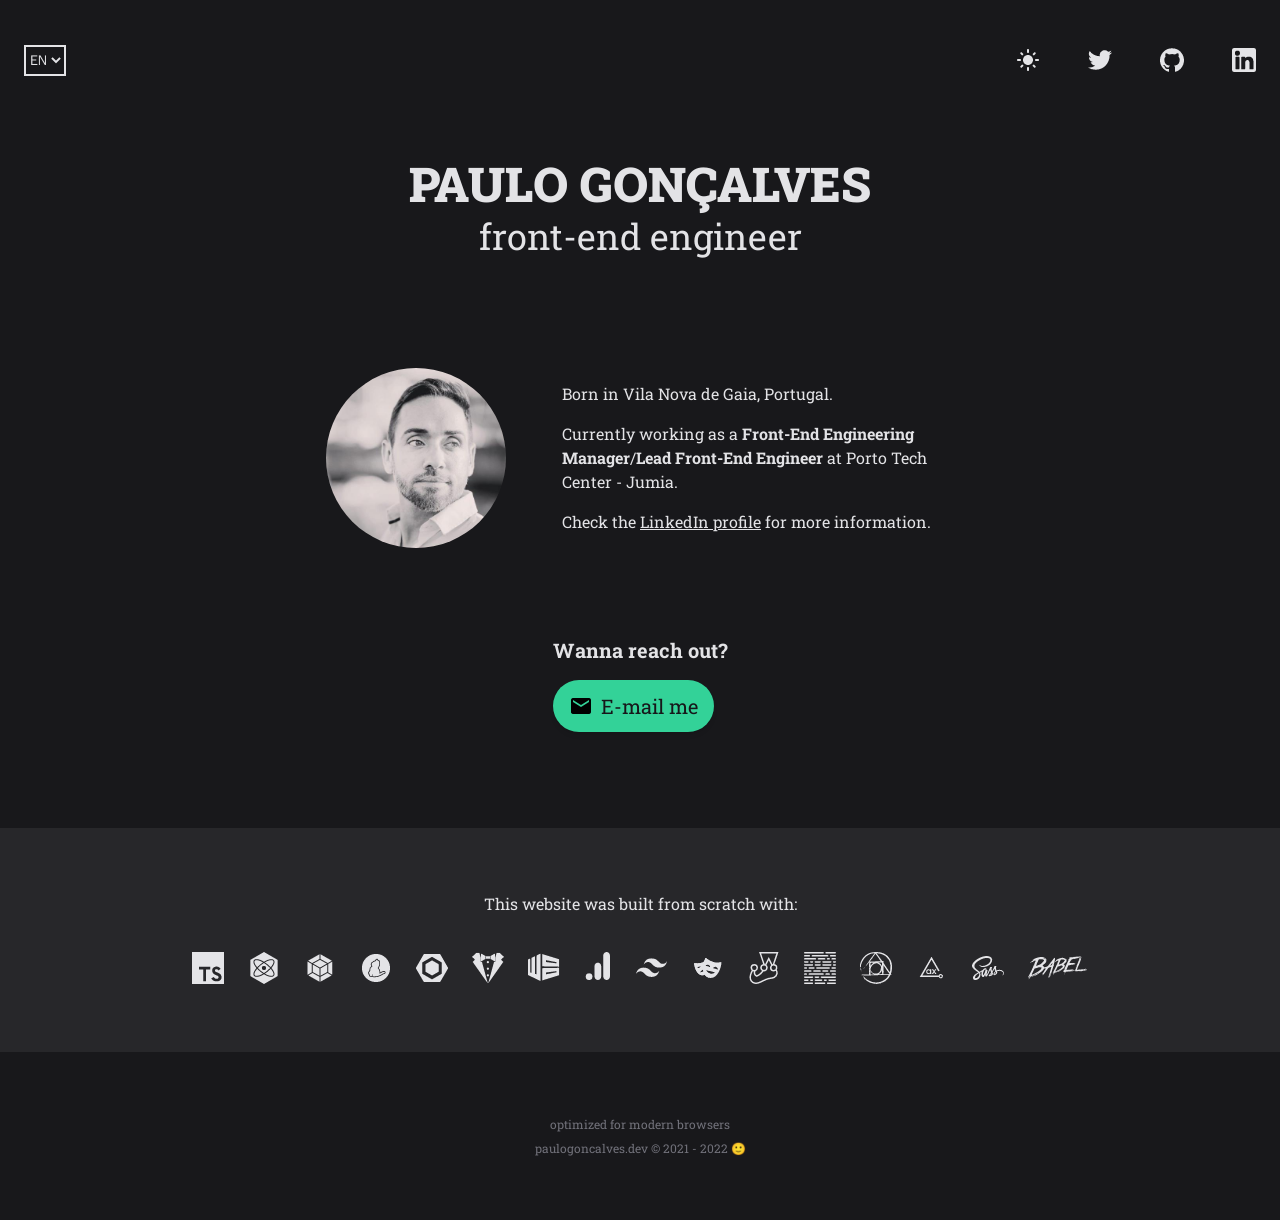 EN
PAULO GONÇALVES
front-end engineer
Born in Vila Nova de Gaia, Portugal.
Currently working as a Front-End Engineering
Manager/Lead Front-End Engineer at Porto Tech
Center - Jumia.
Check the LinkedIn profile for more information.
Wanna reach out?
E-mail me
This website was built from scratch with:
TS
ax
Sass
BABEL
optimized for modern browsers
paulogoncalves.dev © 2021 - 2022 🙂